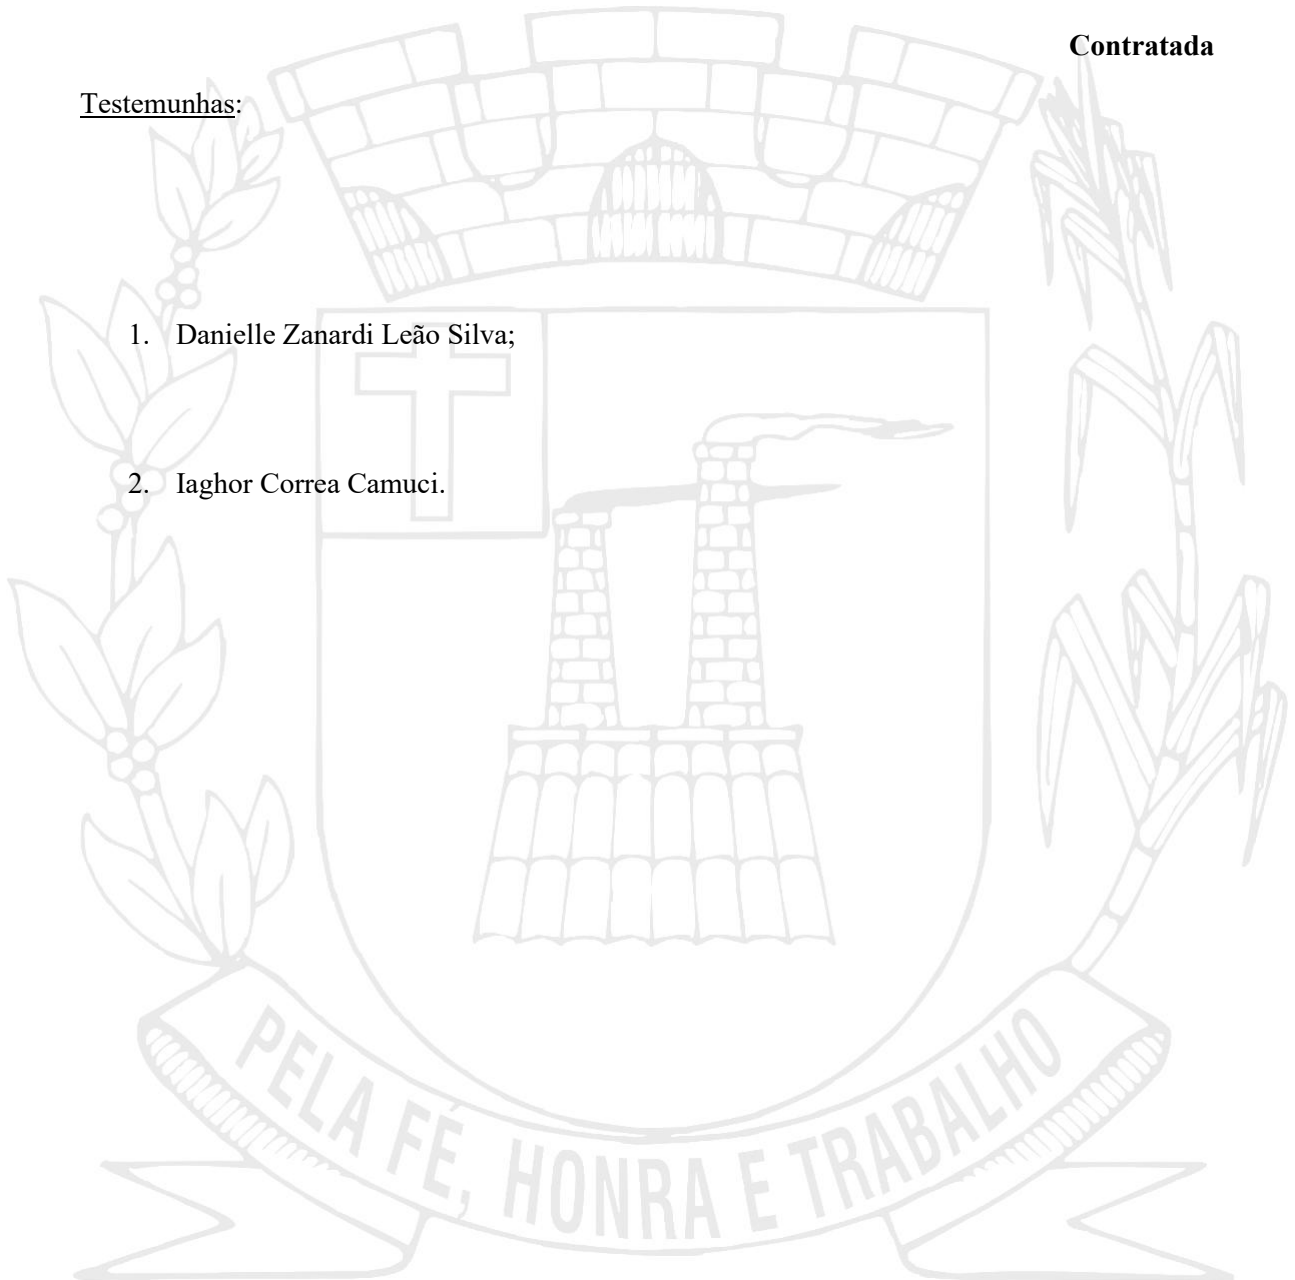 Contratada
Testemunhas:
1. Danielle Zanardi Leão Silva;
2. Iaghor Correa Camuci.
PELA FÉ, HONRA E TRABALHO